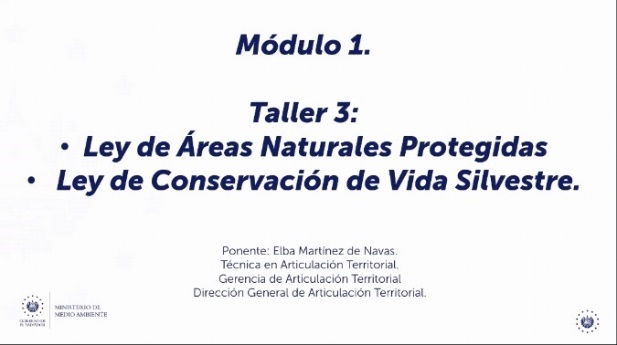 Módulo 1.
Taller 3:
• Ley de Áreas Naturales Protegidas
• Ley de Conservación de Vida Silvestre.
Ponente: Elba Martínez de Navas.
Técnica en Articulación Territorial.
Gerencia de Articulación Territorial
Dirección General de Articulación Territorial.
MINISTERIO DE
MEDIO AMBIENTE
GOBIERNO DE
EL SALVADOR